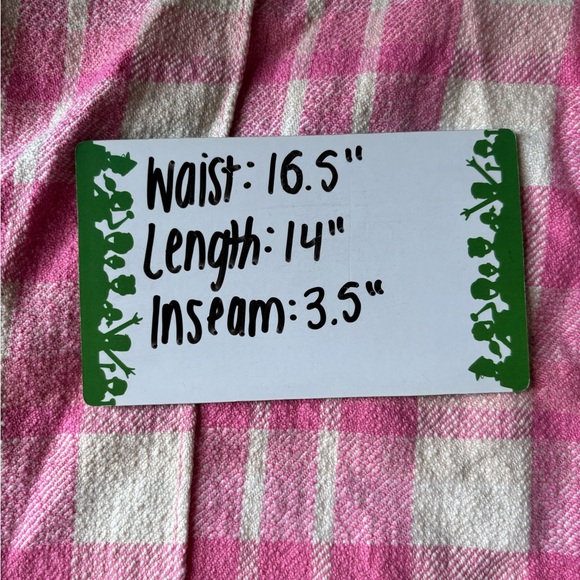 Waist: 16.5"
Length: 14"
Inseam: 3.5"